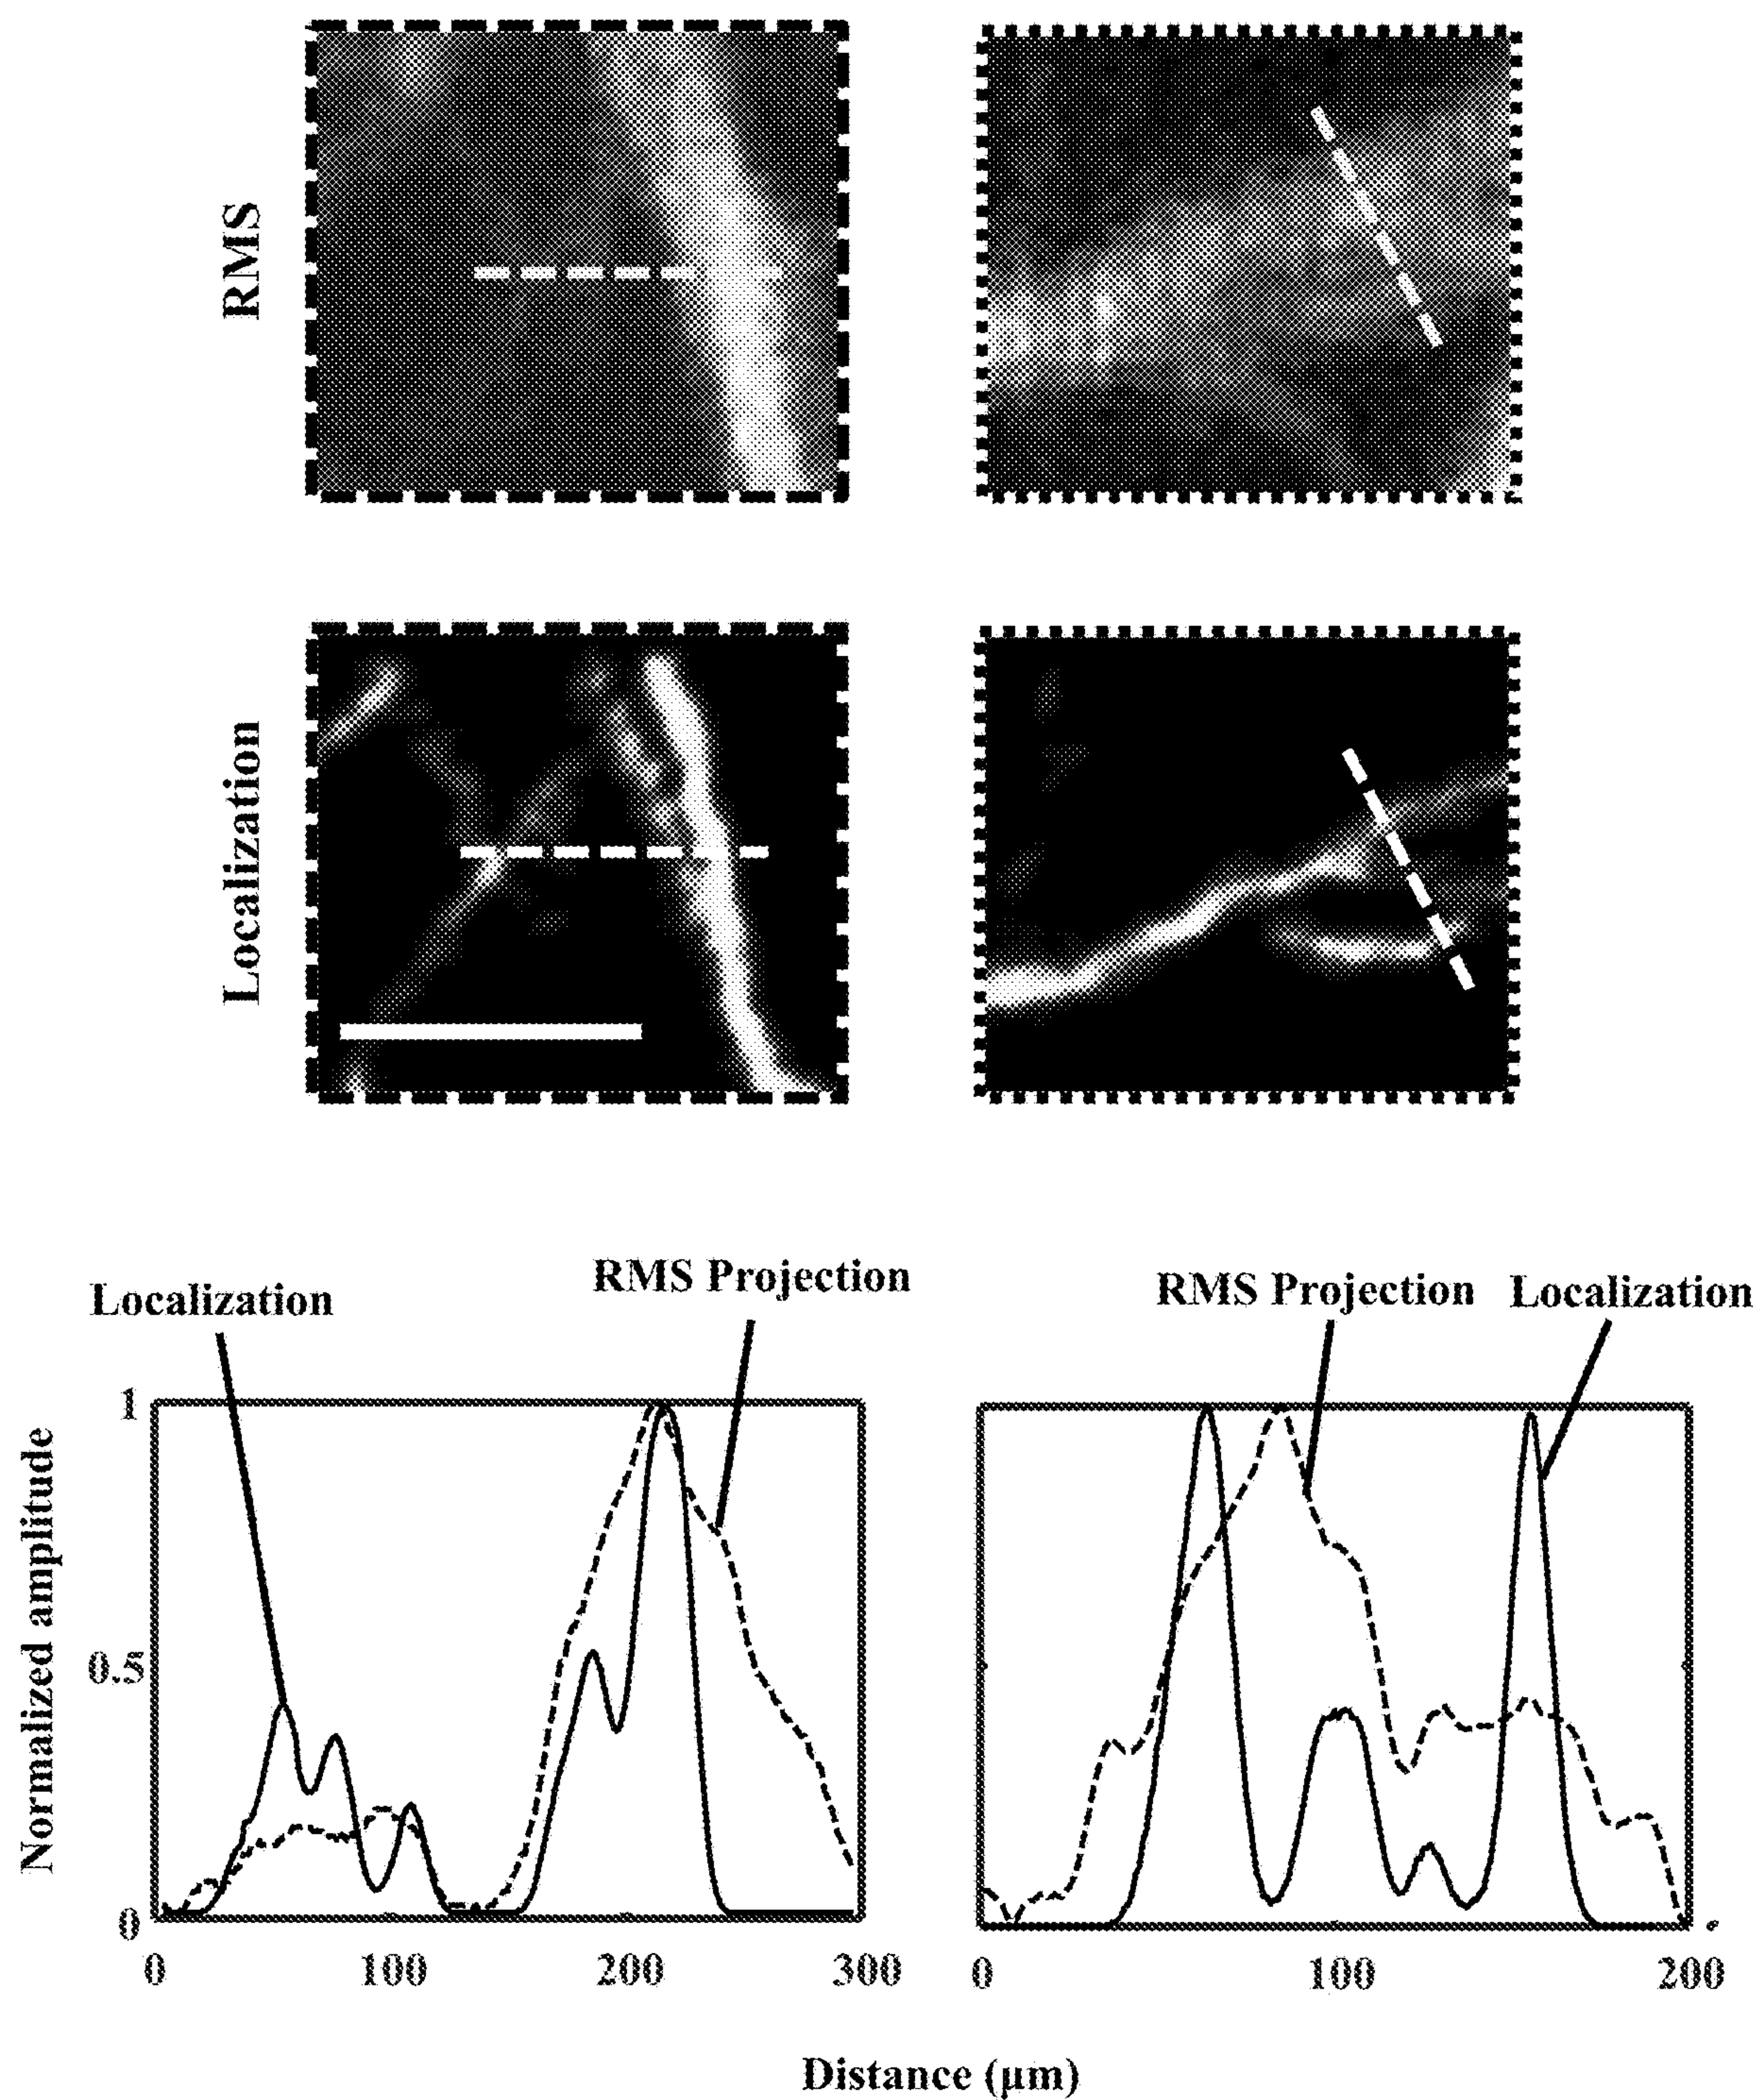 RMS
Localization
Localization
RMS Projection
RMS Projection
Localization
Normalized amplitude
1
0.5
0
0
100
200
300
0
100
200
Distance (μm)